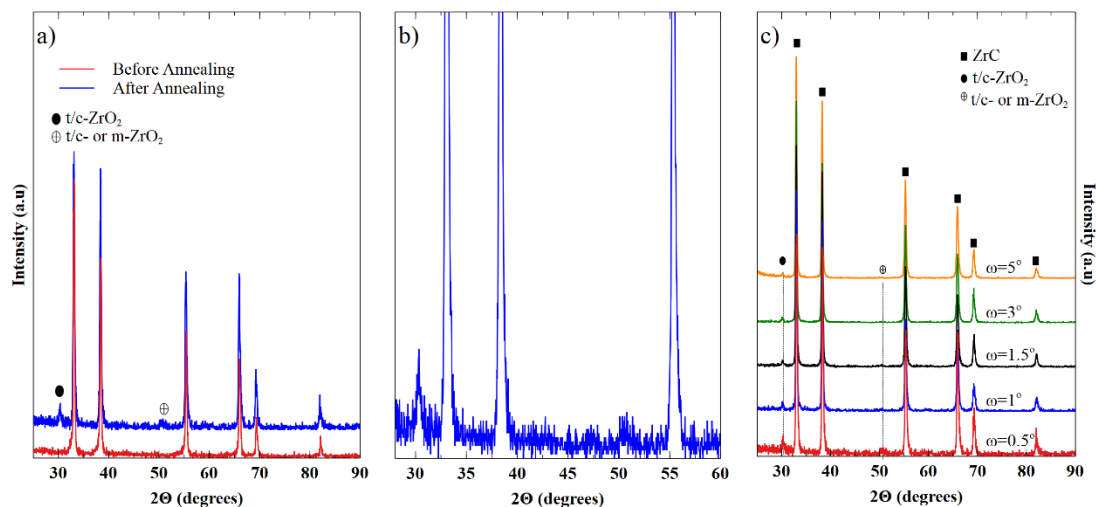 a)
Before Annealing
After Annealing
t/c-ZrO₂
t/c- or m-ZrO₂
Intensity (a.u)
30 40 50 60 70 80 90
2Θ (degrees)
b)
30 35 40 45 50 55 60
2Θ (degrees)
c)
ZrC
t/c-ZrO₂
t/c- or m-ZrO₂
ω=5°
ω=3°
ω=1.5°
ω=1°
ω=0.5°
Intensity (a.u)
30 40 50 60 70 80 90
2Θ (degrees)